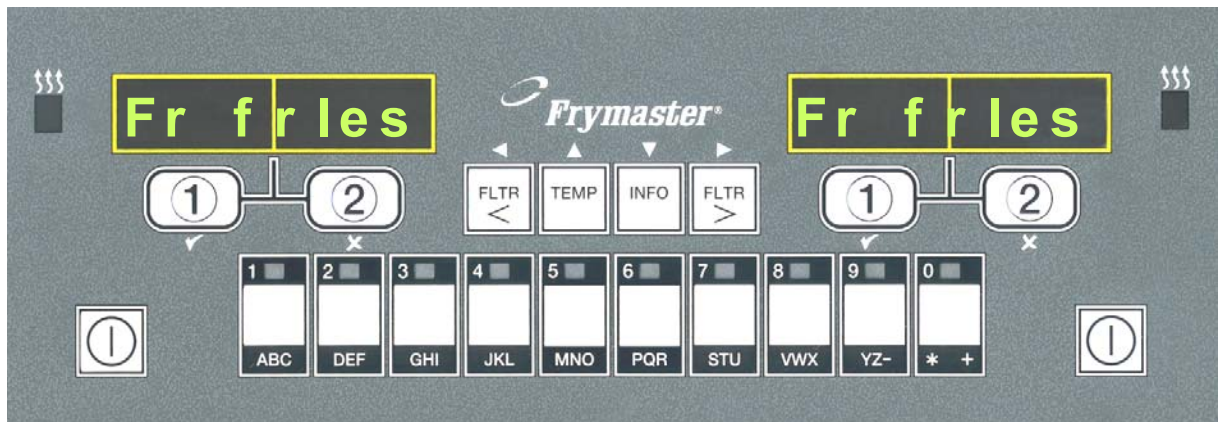 Fr frles Fr frles
Frymaster®
1 2 1 2
FLTR < TEMP INFO FLTR >
1 2 3 4 5 6 7 8 9 0
ABC DEF GHI JKL MNO PQR STU VWX YZ- * +